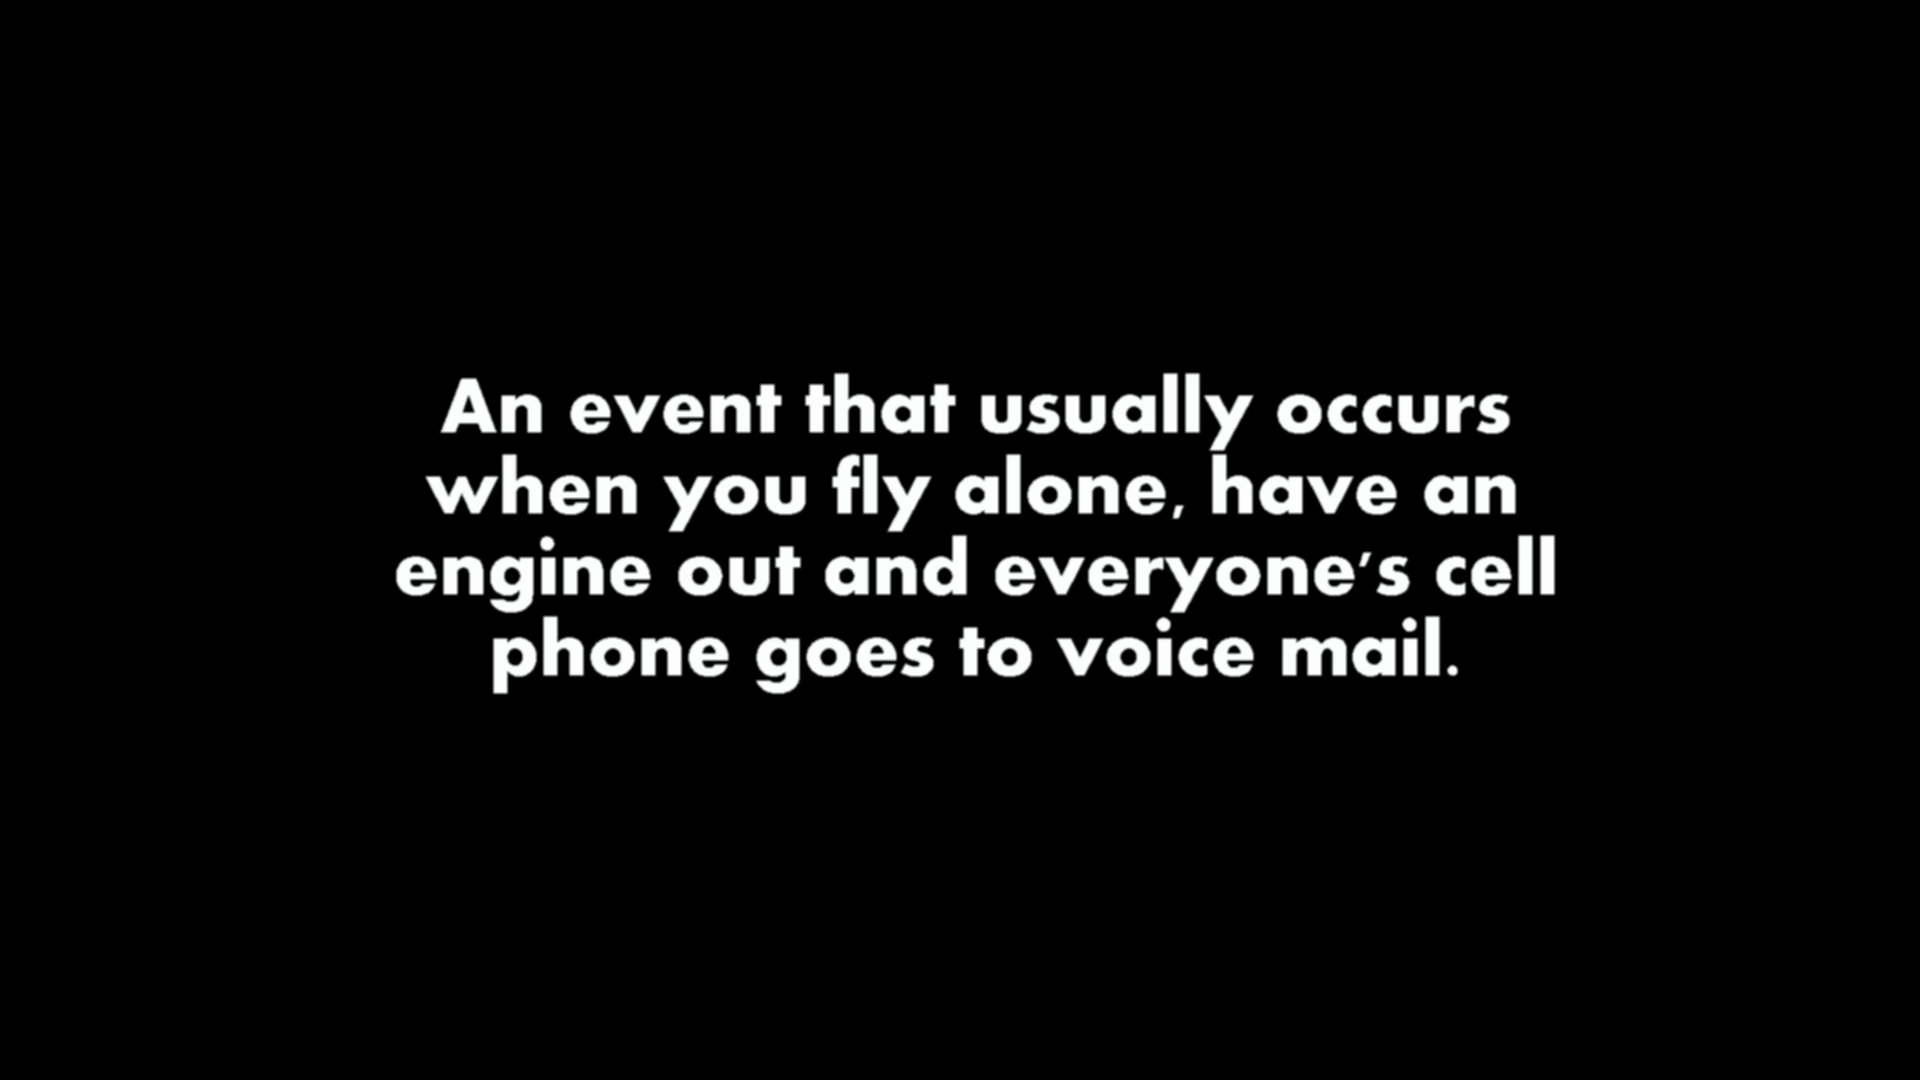 An event that usually occurs
when you fly alone, have an
engine out and everyone's cell
phone goes to voice mail.